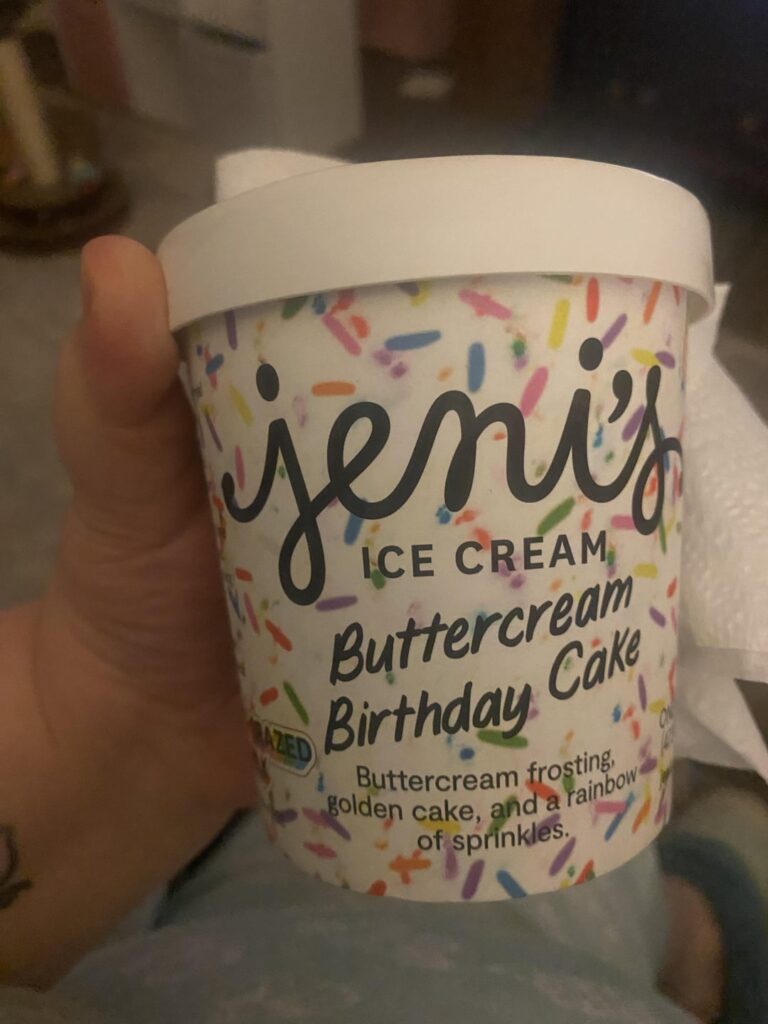 jeni's
ICE CREAM
Buttercream
Birthday Cake
Buttercream frosting,
golden cake, and a rainbow
of sprinkles.